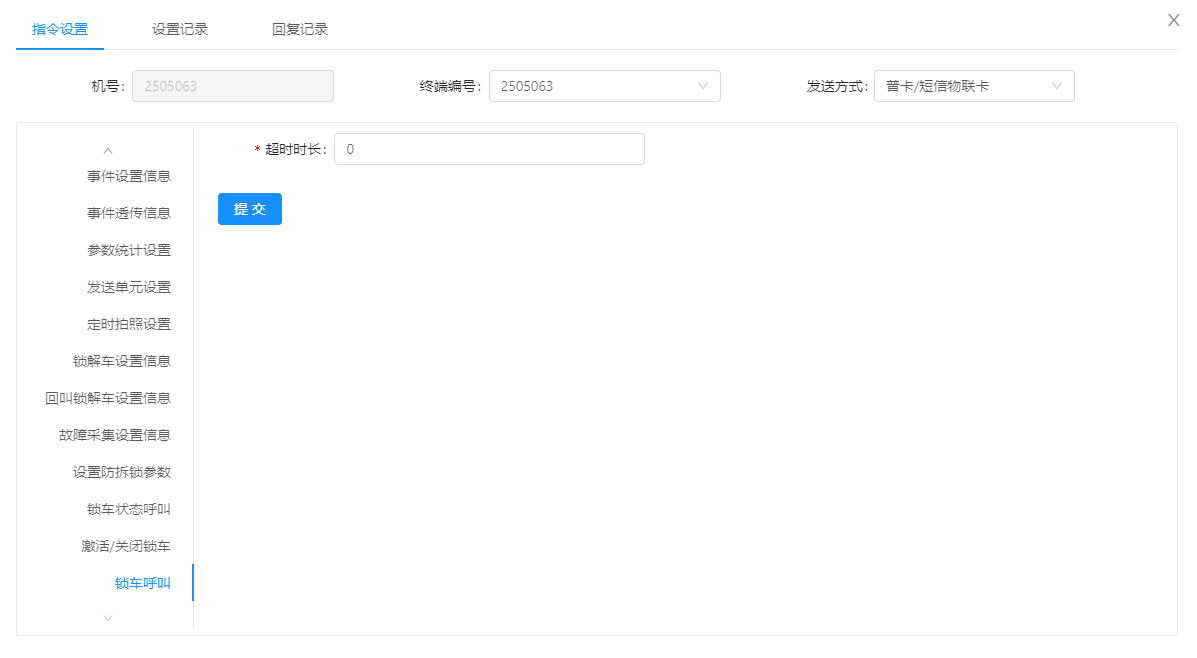 指令设置 设置记录 回复记录 X
机号: 2505063 终端编号: 2505063 发送方式: 普卡/短信物联卡
* 超时时长: 0
事件设置信息
提 交
事件透传信息
参数统计设置
发送单元设置
定时拍照设置
锁解车设置信息
回叫锁解车设置信息
故障采集设置信息
设置防拆锁参数
锁车状态呼叫
激活/关闭锁车
锁车呼叫